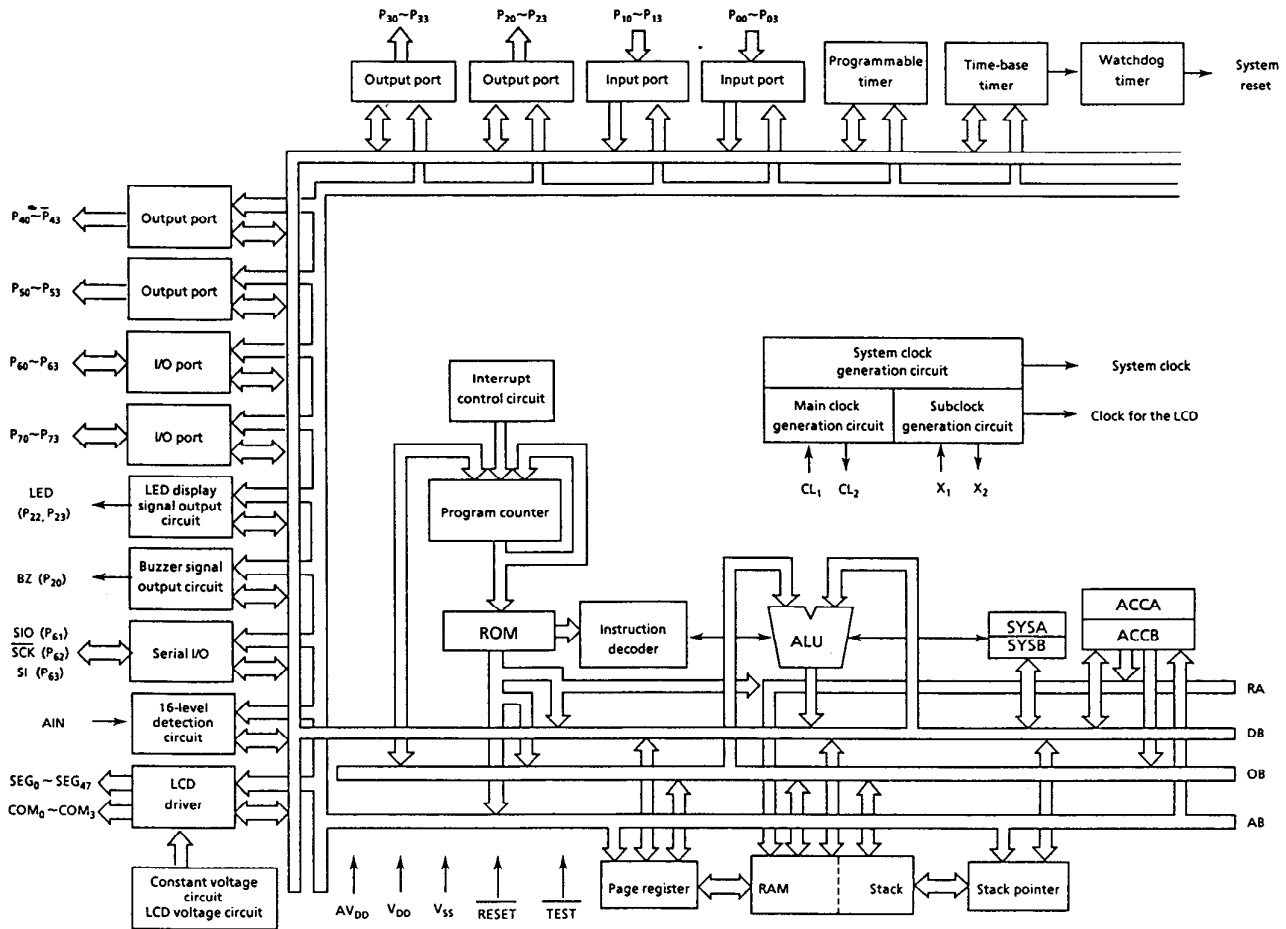 P30~P33
P20~P23
P10~P13
P00~P03
Output port
Output port
Input port
Input port
Programmable
timer
Time-base
timer
Watchdog
timer
System
reset
P40~P43
Output port
P50~P53
Output port
P60~P63
I/O port
P70~P73
I/O port
LED
(P22, P23)
LED display
signal output
circuit
BZ (P20)
Buzzer signal
output circuit
SIO (P61)
SCK (P62)
SI (P63)
Serial I/O
AIN
16-level
detection
circuit
SEG0~SEG47
COM0~COM3
LCD
driver
Constant voltage
circuit
LCD voltage circuit
Interrupt
control circuit
Program counter
ROM
Instruction
decoder
System clock
generation circuit
Main clock
generation circuit
Subclock
generation circuit
System clock
Clock for the LCD
CL1
CL2
X1
X2
ALU
SYSA
SYSB
ACCA
ACCB
RA
DB
OB
AB
Page register
RAM
Stack
Stack pointer
AVDD
VDD
VSS
RESET
TEST